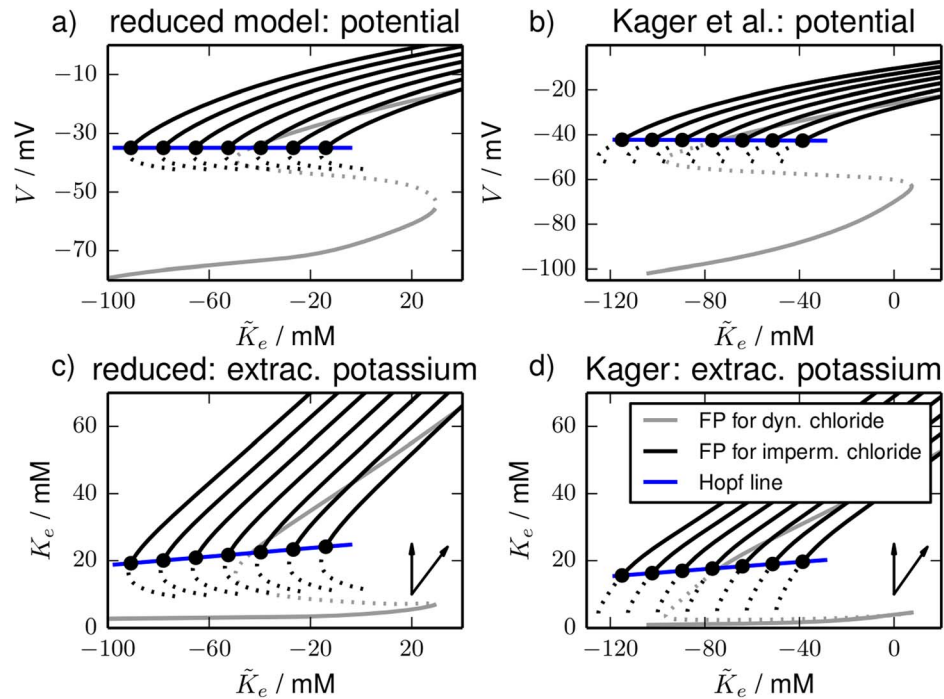 a) reduced model: potential
−10
−30
−50
−70
V / mV
−100
−60
−20
20
K̃e / mM
b) Kager et al.: potential
−20
−40
−60
−80
−100
V / mV
−120
−80
−40
0
K̃e / mM
c) reduced: extrac. potassium
60
40
20
0
Ke / mM
−100
−60
−20
20
K̃e / mM
d) Kager: extrac. potassium
FP for dyn. chloride
FP for imperm. chloride
Hopf line
60
40
20
0
Ke / mM
−120
−80
−40
0
K̃e / mM